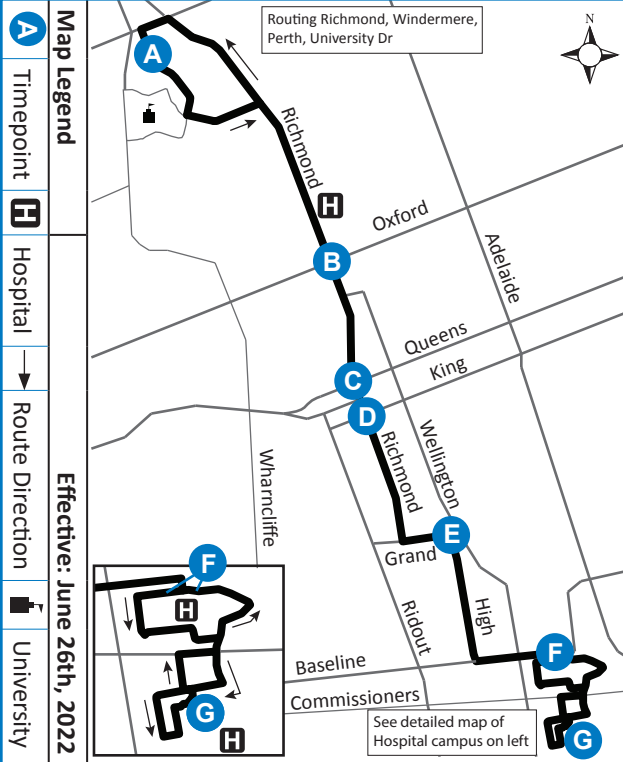 Routing Richmond, Windermere,
Perth, University Dr
N
A
Richmond
H
Oxford
Adelaide
B
Queens
King
C
D
Richmond
Wellington
Wharncliffe
E
Grand
High
Ridout
F
Baseline
Commissioners
G
See detailed map of
Hospital campus on left
F
H
G
H
Map Legend
Effective: June 26th, 2022
A Timepoint H Hospital Route Direction University